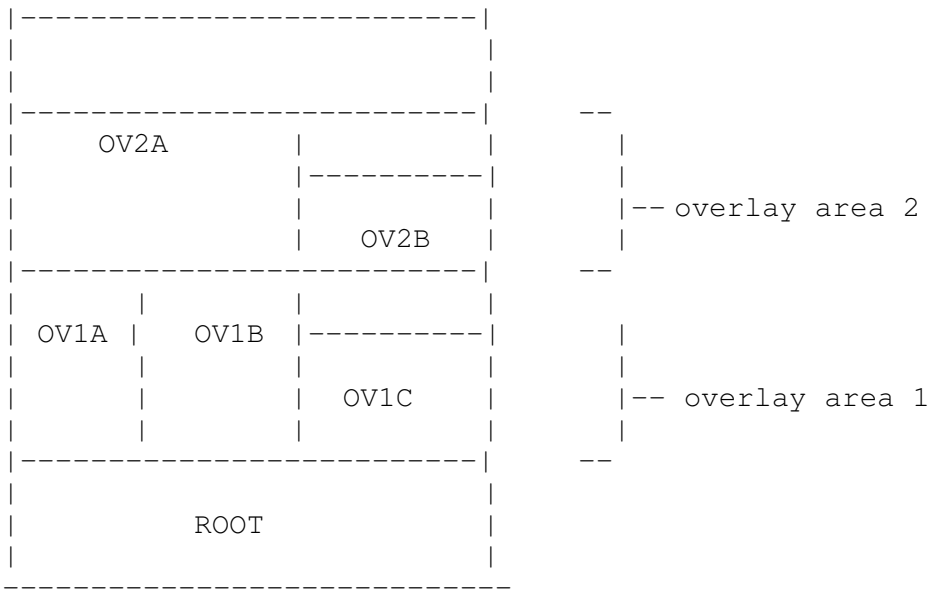 OV2A
-- overlay area 2
OV2B
OV1A OV1B
OV1C -- overlay area 1
ROOT